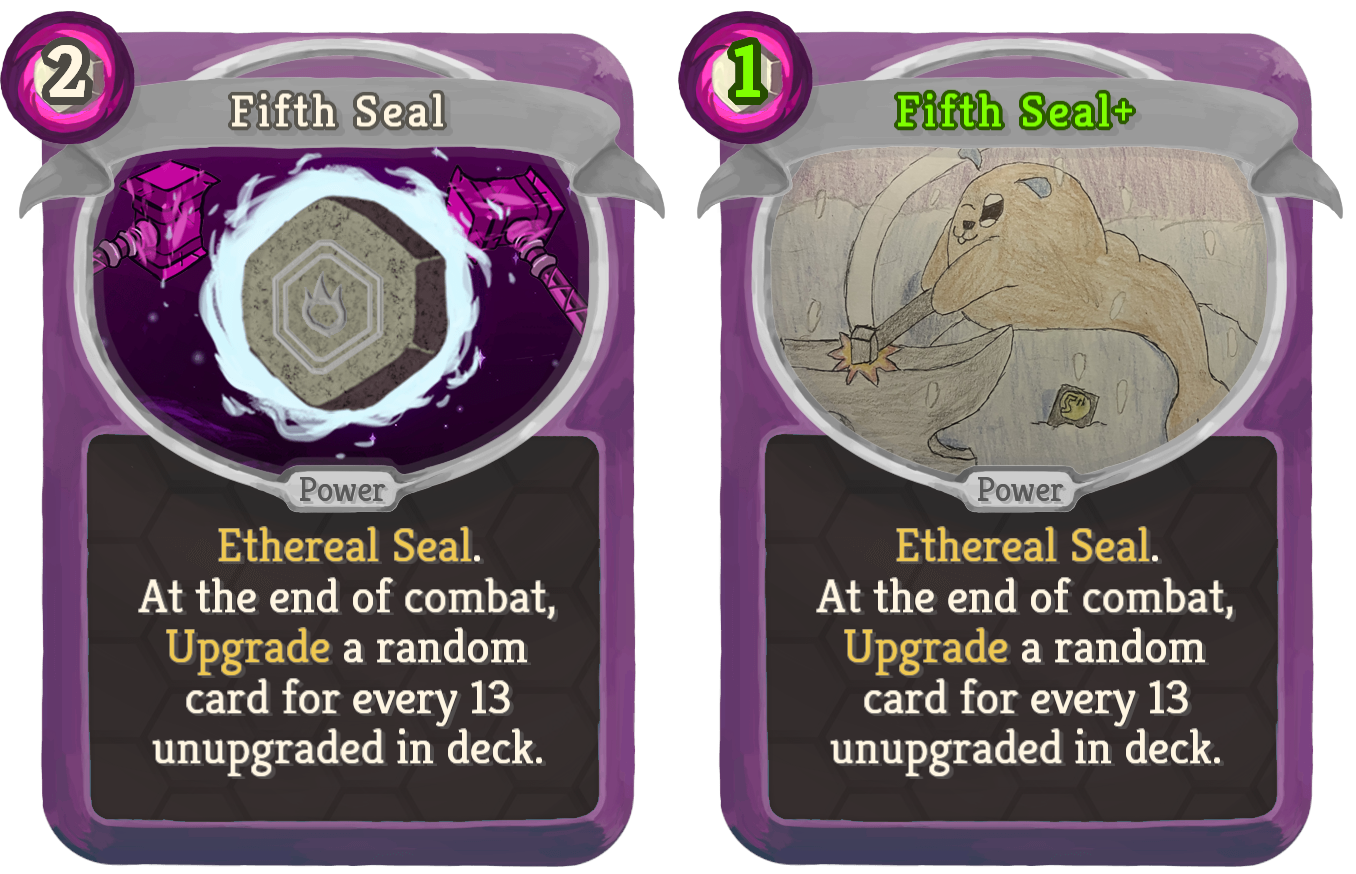 2
Fifth Seal
Power
Ethereal Seal.
At the end of combat,
Upgrade a random
card for every 13
unupgraded in deck.
1
Fifth Seal+
Power
Ethereal Seal.
At the end of combat,
Upgrade a random
card for every 13
unupgraded in deck.